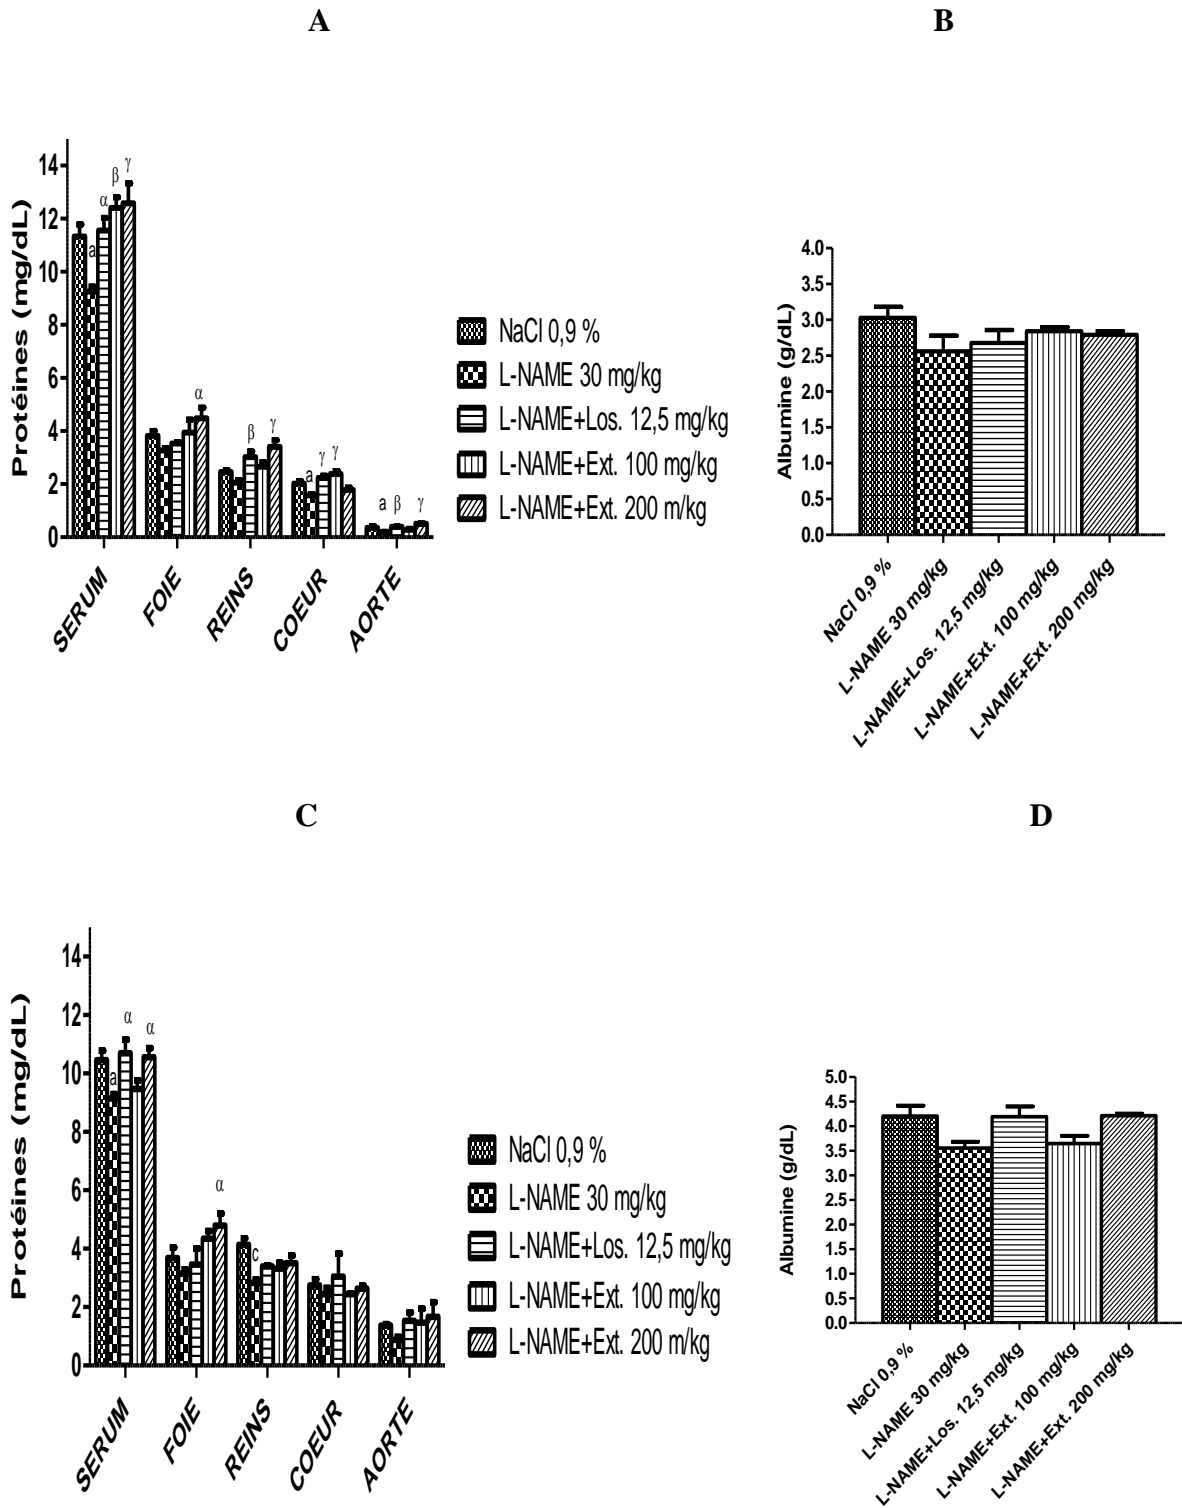 A
B
Protéines (mg/dL)
14
12
10
8
6
4
2
0
a
α
β
γ
α
β
γ
a
γ
γ
a
β
γ
SERUM
FOIE
REINS
COEUR
AORTE
NaCl 0,9 %
L-NAME 30 mg/kg
L-NAME+Los. 12,5 mg/kg
L-NAME+Ext. 100 mg/kg
L-NAME+Ext. 200 m/kg
Albumine (g/dL)
4.0
3.5
3.0
2.5
2.0
1.5
1.0
0.5
0.0
NaCl 0,9 %
L-NAME 30 mg/kg
L-NAME+Los. 12,5 mg/kg
L-NAME+Ext. 100 mg/kg
L-NAME+Ext. 200 mg/kg
C
D
Protéines (mg/dL)
14
12
10
8
6
4
2
0
a
α
α
α
c
SERUM
FOIE
REINS
COEUR
AORTE
NaCl 0,9 %
L-NAME 30 mg/kg
L-NAME+Los. 12,5 mg/kg
L-NAME+Ext. 100 mg/kg
L-NAME+Ext. 200 m/kg
Albumine (g/dL)
5.0
4.5
4.0
3.5
3.0
2.5
2.0
1.5
1.0
0.5
0.0
NaCl 0,9 %
L-NAME 30 mg/kg
L-NAME+Los. 12,5 mg/kg
L-NAME+Ext. 100 mg/kg
L-NAME+Ext. 200 mg/kg